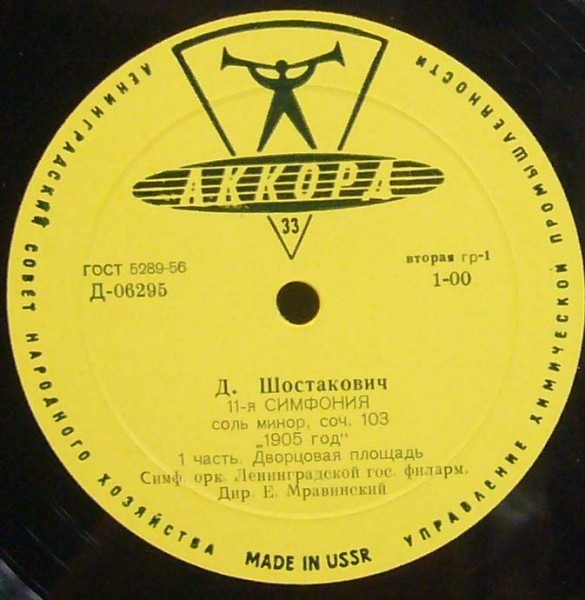 ЛЕНИНГРАДСКИЙ СОВЕТ НАРОДНОГО ХОЗЯЙСТВА
УПРАВЛЕНИЕ ХИМИЧЕСКОЙ ПРОМЫШЛЕННОСТИ
АККОРД
33
ГОСТ 5289-56
Д-06295
вторая гр-1
1-00
Д. Шостакович
11-я СИМФОНИЯ
соль минор, соч. 103
„1905 год"
1 часть. Дворцовая площадь
Симф. орк. Ленинградской гос. филарм.
Дир. Е. Мравинский
MADE IN USSR